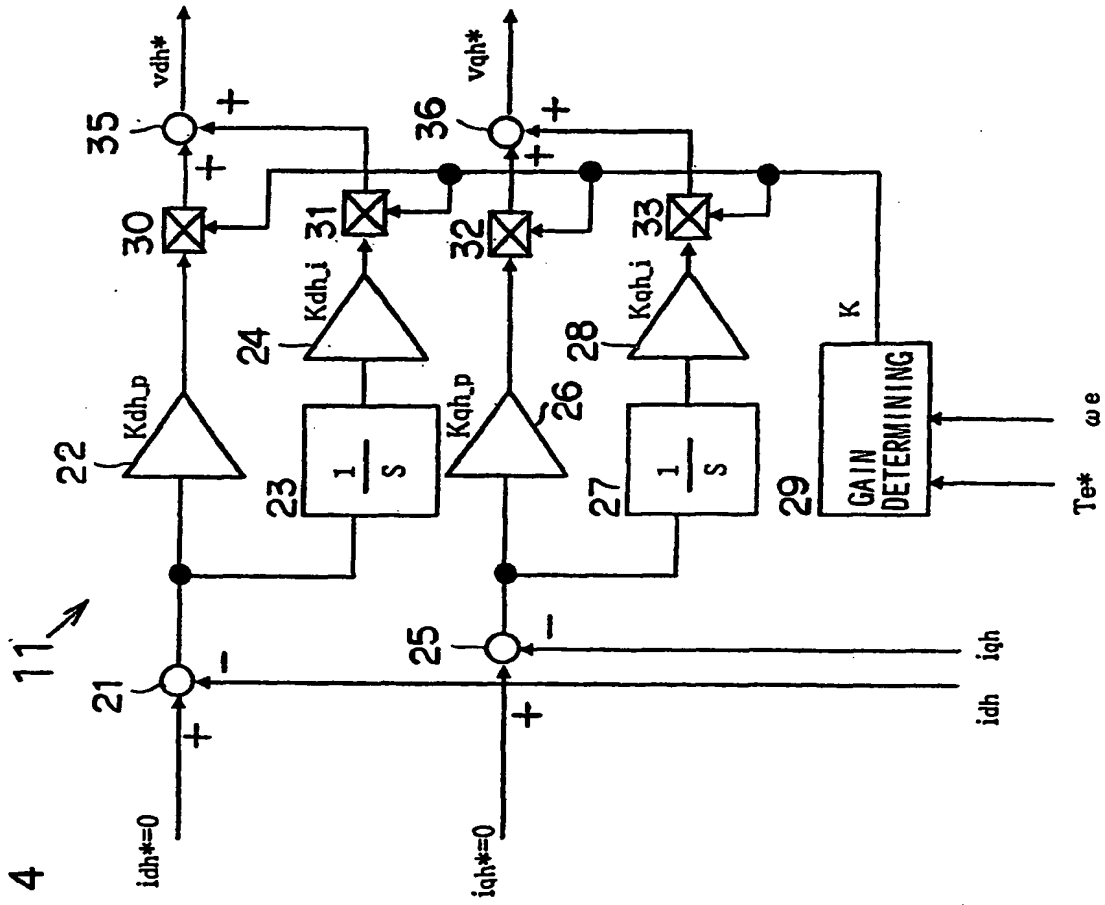 4
11
idh*=0
+
21
-
22
Kdh_p
30
+
35
+
vdh*
23
1
S
24
Kdh_i
31
iqh*=0
+
25
-
Kqh_p
26
32
+
36
+
vqh*
27
1
S
28
Kqh_i
33
idh
iqh
29
GAIN
DETERMINING
K
Te*
ωe